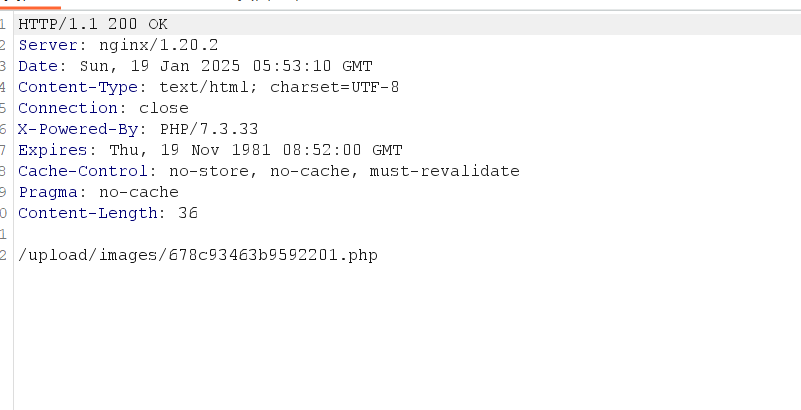 1 HTTP/1.1 200 OK
2 Server: nginx/1.20.2
3 Date: Sun, 19 Jan 2025 05:53:10 GMT
4 Content-Type: text/html; charset=UTF-8
5 Connection: close
6 X-Powered-By: PHP/7.3.33
7 Expires: Thu, 19 Nov 1981 08:52:00 GMT
8 Cache-Control: no-store, no-cache, must-revalidate
9 Pragma: no-cache
0 Content-Length: 36
1
2 /upload/images/678c93463b9592201.php